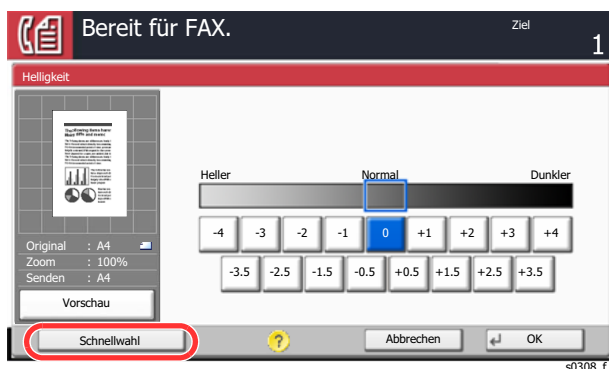 Bereit für FAX.
Ziel
1
Helligkeit
Heller Normal Dunkler
-4 -3 -2 -1 0 +1 +2 +3 +4
-3.5 -2.5 -1.5 -0.5 +0.5 +1.5 +2.5 +3.5
Original : A4
Zoom : 100%
Senden : A4
Vorschau
Schnellwahl ? Abbrechen OK
s0308_f